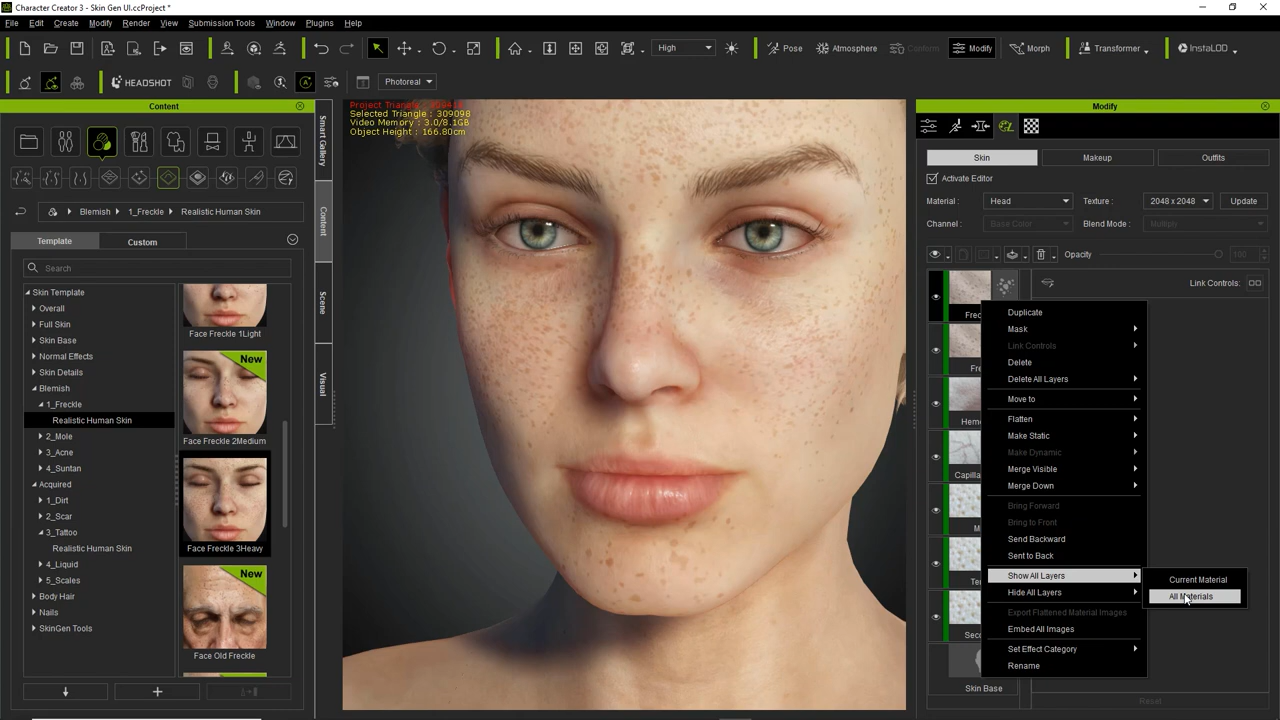 Character Creator 3 - Skin Gen UI.ccProject *
File Edit Create Modify Render View Submission Tools Window Plugins Help
High Pose Atmosphere Conform Modify Morph Transformer InstaLOD
HEADSHOT Photoreal
Content
Blemish 1_Freckle Realistic Human Skin
Template Custom
Search
Skin Template
Overall
Full Skin
Skin Base
Normal Effects
Skin Details
Blemish
1_Freckle
Realistic Human Skin
2_Mole
3_Acne
4_Suntan
Acquired
1_Dirt
2_Scar
3_Tattoo
Realistic Human Skin
4_Liquid
5_Scales
Body Hair
Nails
SkinGen Tools
Face Freckle 1Light
New
Face Freckle 2Medium
Face Freckle 3Heavy
New
Face Old Freckle
Smart Gallery
Content
Scene
Visual
Selected Triangle : 309098
Video Memory : 3.0/8.1GB
Object Height : 166.80cm
Modify
Skin Makeup Outfits
Activate Editor
Material : Head Texture : 2048 x 2048 Update
Channel : Base Color Blend Mode : Multiply
Opacity 100
Link Controls:
Skin Base
Duplicate
Mask
Link Controls
Delete
Delete All Layers
Move to
Flatten
Make Static
Make Dynamic
Merge Visible
Merge Down
Bring Forward
Bring to Front
Send Backward
Sent to Back
Show All Layers
Hide All Layers
Export Flattened Material Images
Embed All Images
Set Effect Category
Rename
Current Material
All Materials
Reset